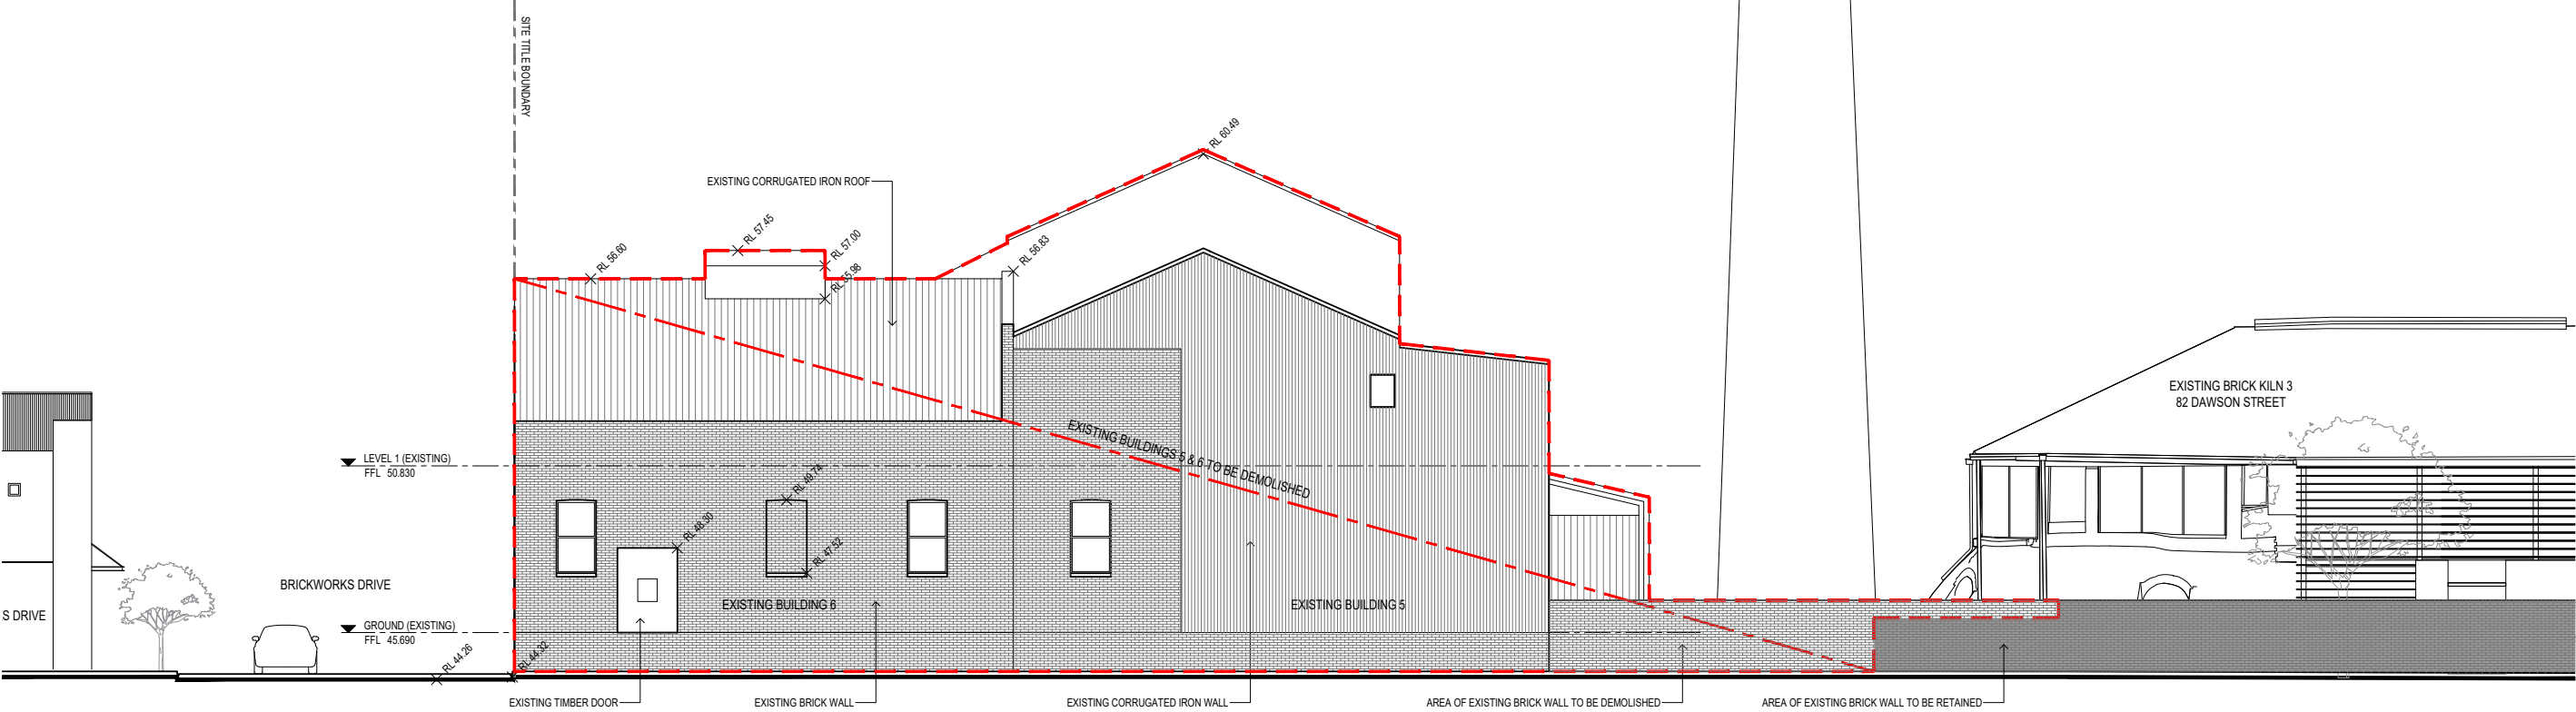 SITE TITLE BOUNDARY
RL 60.49
EXISTING CORRUGATED IRON ROOF
RL 57.45
RL 57.00
RL 56.60
RL 56.83
RL 55.98
EXISTING BRICK KILN 3
82 DAWSON STREET
EXISTING BUILDINGS 5 & 6 TO BE DEMOLISHED
LEVEL 1 (EXISTING)
FFL 50.830
RL 49.74
RL 48.30
RL 47.52
BRICKWORKS DRIVE
S DRIVE
EXISTING BUILDING 6
EXISTING BUILDING 5
GROUND (EXISTING)
FFL 45.690
RL 44.26
RL 44.32
EXISTING TIMBER DOOR
EXISTING BRICK WALL
EXISTING CORRUGATED IRON WALL
AREA OF EXISTING BRICK WALL TO BE DEMOLISHED
AREA OF EXISTING BRICK WALL TO BE RETAINED